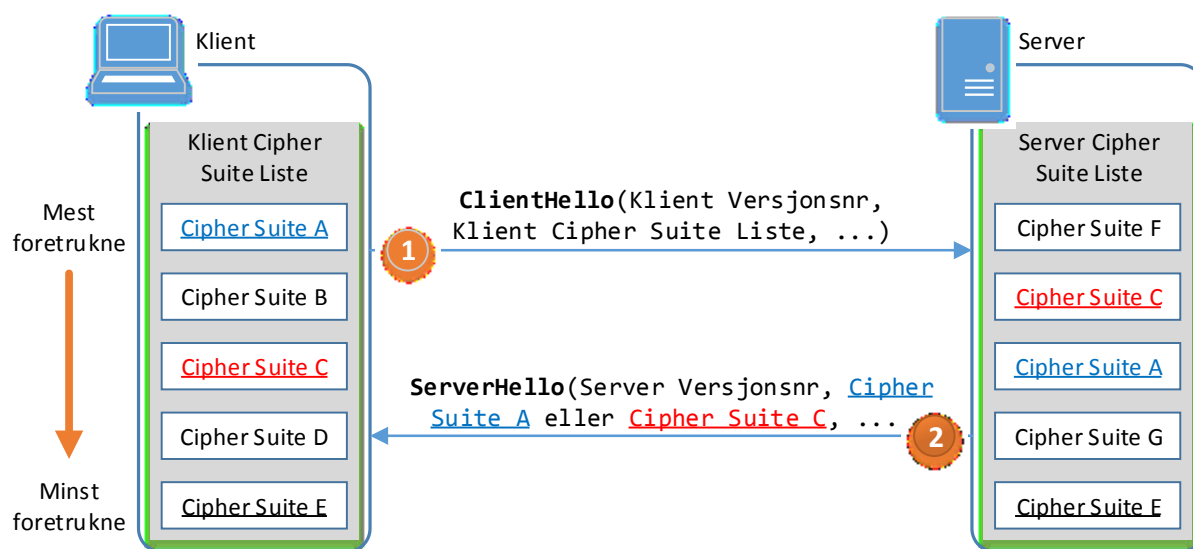 Klient
Server
Klient Cipher
Suite Liste
Server Cipher
Suite Liste
Mest
foretrukne
Minst
foretrukne
Cipher Suite A
Cipher Suite B
Cipher Suite C
Cipher Suite D
Cipher Suite E
ClientHello(Klient Versjonsnr,
Klient Cipher Suite Liste, ...)
1
ServerHello(Server Versjonsnr, Cipher
Suite A eller Cipher Suite C, ...
2
Cipher Suite F
Cipher Suite C
Cipher Suite A
Cipher Suite G
Cipher Suite E